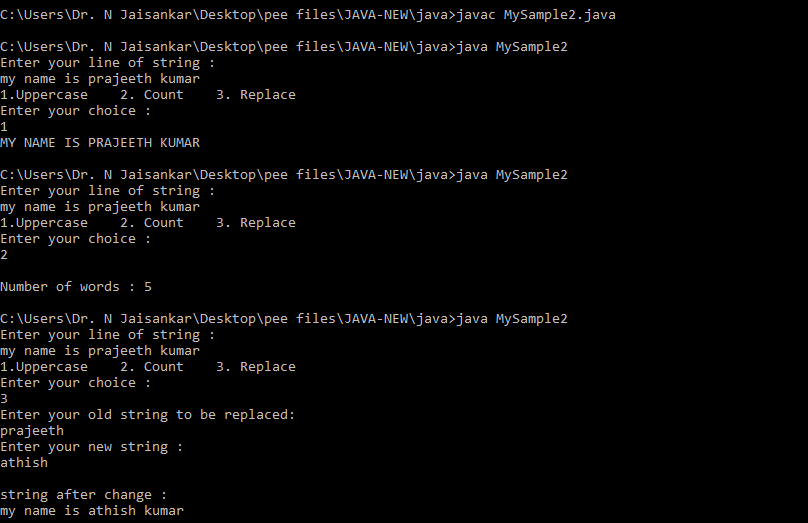 C:\Users\Dr. N Jaisankar\Desktop\pee files\JAVA-NEW\java>javac MySample2.java
C:\Users\Dr. N Jaisankar\Desktop\pee files\JAVA-NEW\java>java MySample2
Enter your line of string :
my name is prajeeth kumar
1.Uppercase    2. Count    3. Replace
Enter your choice :
1
MY NAME IS PRAJEETH KUMAR
C:\Users\Dr. N Jaisankar\Desktop\pee files\JAVA-NEW\java>java MySample2
Enter your line of string :
my name is prajeeth kumar
1.Uppercase    2. Count    3. Replace
Enter your choice :
2
Number of words : 5
C:\Users\Dr. N Jaisankar\Desktop\pee files\JAVA-NEW\java>java MySample2
Enter your line of string :
my name is prajeeth kumar
1.Uppercase    2. Count    3. Replace
Enter your choice :
3
Enter your old string to be replaced:
prajeeth
Enter your new string :
athish
string after change :
my name is athish kumar